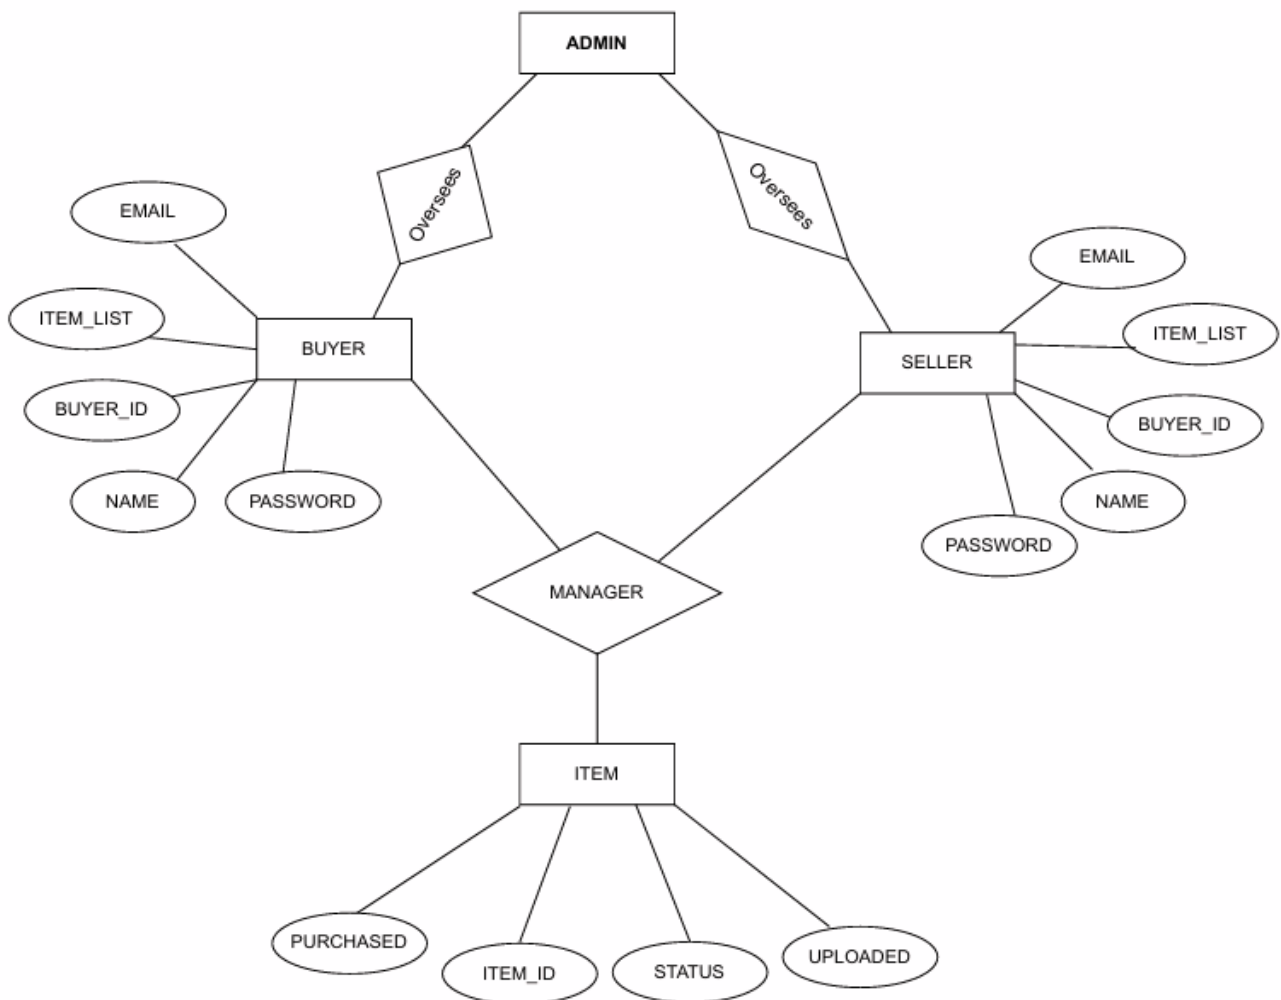 ADMIN
Oversees
Oversees
EMAIL
EMAIL
ITEM_LIST
ITEM_LIST
BUYER
SELLER
BUYER_ID
BUYER_ID
NAME
PASSWORD
NAME
PASSWORD
MANAGER
ITEM
PURCHASED
ITEM_ID
STATUS
UPLOADED